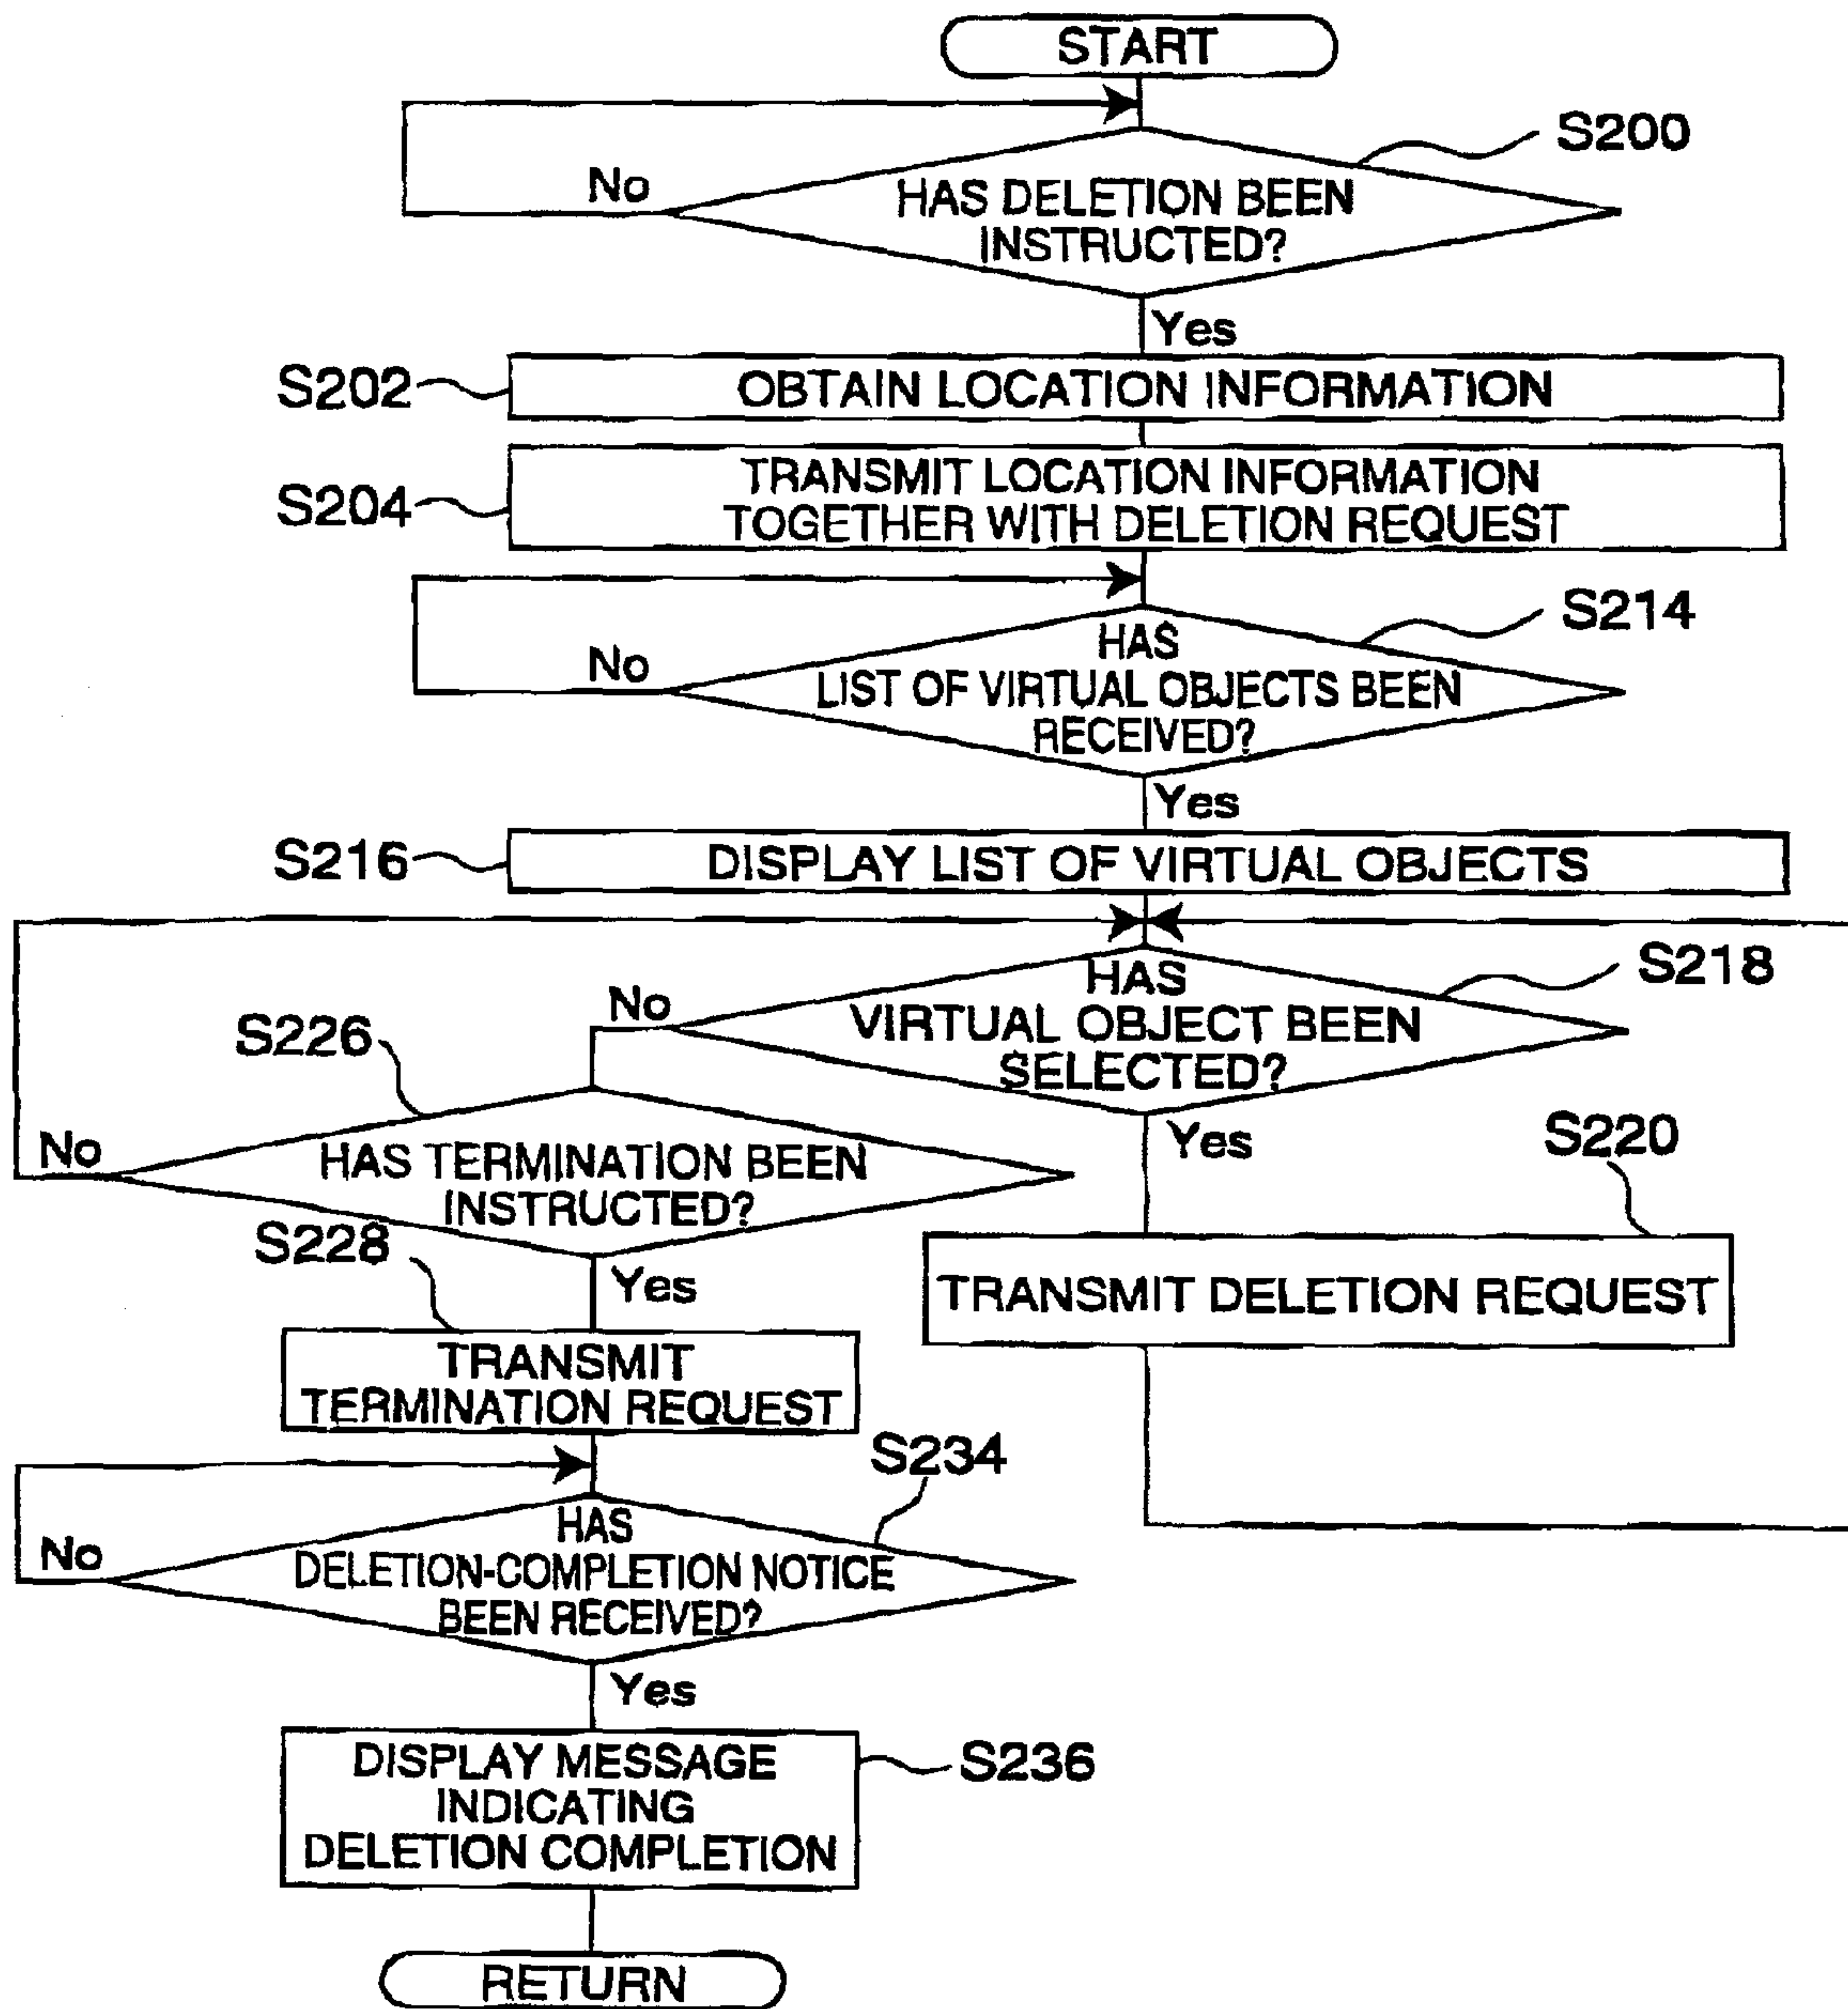 START
S200
No
HAS DELETION BEEN
INSTRUCTED?
Yes
S202
OBTAIN LOCATION INFORMATION
S204
TRANSMIT LOCATION INFORMATION
TOGETHER WITH DELETION REQUEST
S214
No
HAS
LIST OF VIRTUAL OBJECTS BEEN
RECEIVED?
Yes
S216
DISPLAY LIST OF VIRTUAL OBJECTS
S218
No
HAS
VIRTUAL OBJECT BEEN
SELECTED?
S226
Yes
S220
No
HAS TERMINATION BEEN
INSTRUCTED?
S228
Yes
TRANSMIT DELETION REQUEST
TRANSMIT
TERMINATION REQUEST
S234
No
HAS
DELETION-COMPLETION NOTICE
BEEN RECEIVED?
Yes
DISPLAY MESSAGE
INDICATING
DELETION COMPLETION
S236
RETURN